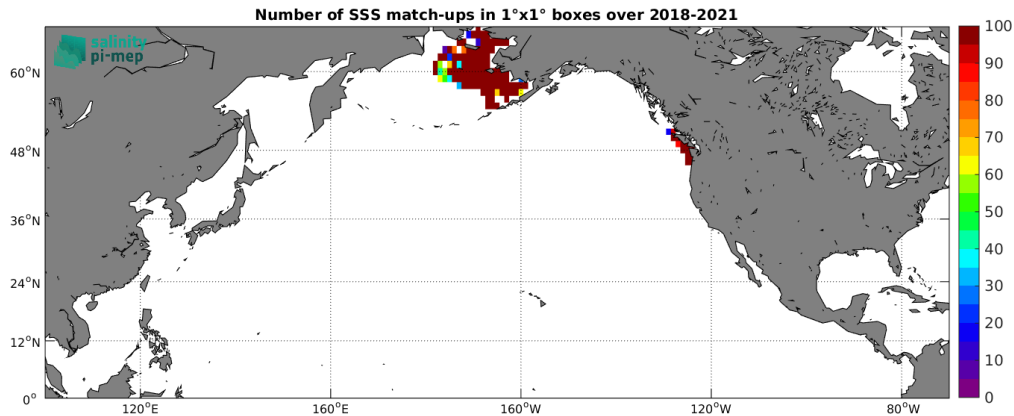 Number of SSS match-ups in 1°x1° boxes over 2018-2021
salinity
pi-mep
60°N
48°N
36°N
24°N
12°N
0°
120°E
160°E
160°W
120°W
80°W
100
90
80
70
60
50
40
30
20
10
0